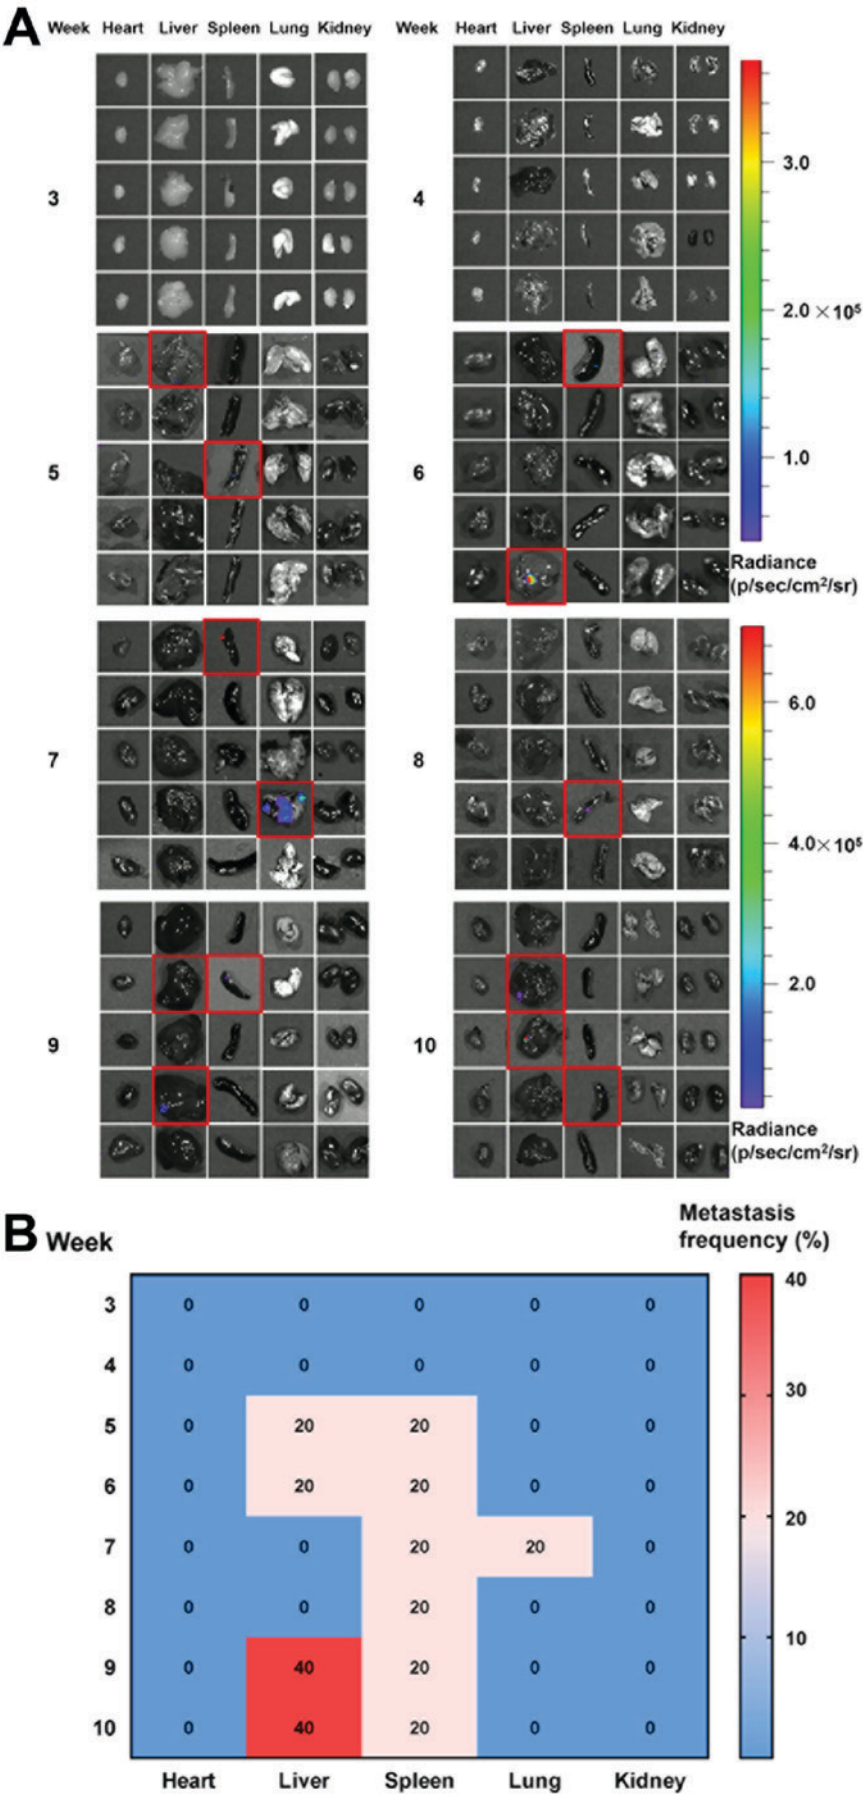 A Week Heart Liver Spleen Lung Kidney Week Heart Liver Spleen Lung Kidney
3 4
3.0
2.0 ×10⁵
1.0
5 6
Radiance
(p/sec/cm²/sr)
7 8
6.0
4.0×10⁵
2.0
9 10
Radiance
(p/sec/cm²/sr)
B Week
Metastasis
frequency (%)
3 0 0 0 0 0
4 0 0 0 0 0
5 0 20 20 0 0
6 0 20 20 0 0
7 0 0 20 20 0
8 0 0 20 0 0
9 0 40 20 0 0
10 0 40 20 0 0
Heart Liver Spleen Lung Kidney
40
30
20
10